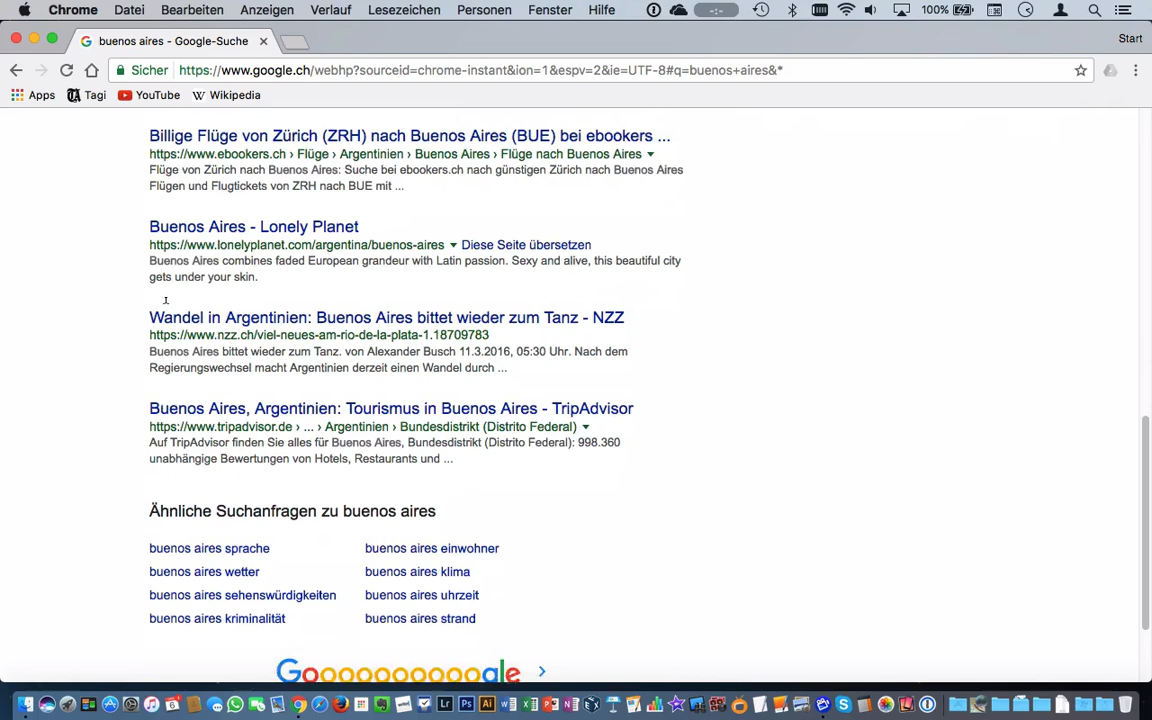 Chrome Datei Bearbeiten Anzeigen Verlauf Lesezeichen Personen Fenster Hilfe 100%
buenos aires - Google-Suche
Start
Sicher https://www.google.ch/webhp?sourceid=chrome-instant&ion=1&espv=2&ie=UTF-8#q=buenos+aires&*
Apps Tagi YouTube Wikipedia
Billige Flüge von Zürich (ZRH) nach Buenos Aires (BUE) bei ebookers ...
https://www.ebookers.ch › Flüge › Argentinien › Buenos Aires › Flüge nach Buenos Aires
Flüge von Zürich nach Buenos Aires: Suche bei ebookers.ch nach günstigen Zürich nach Buenos Aires
Flügen und Flugtickets von ZRH nach BUE mit ...
Buenos Aires - Lonely Planet
https://www.lonelyplanet.com/argentina/buenos-aires Diese Seite übersetzen
Buenos Aires combines faded European grandeur with Latin passion. Sexy and alive, this beautiful city
gets under your skin.
Wandel in Argentinien: Buenos Aires bittet wieder zum Tanz - NZZ
https://www.nzz.ch/viel-neues-am-rio-de-la-plata-1.18709783
Buenos Aires bittet wieder zum Tanz. von Alexander Busch 11.3.2016, 05:30 Uhr. Nach dem
Regierungswechsel macht Argentinien derzeit einen Wandel durch ...
Buenos Aires, Argentinien: Tourismus in Buenos Aires - TripAdvisor
https://www.tripadvisor.de › ... › Argentinien › Bundesdistrikt (Distrito Federal)
Auf TripAdvisor finden Sie alles für Buenos Aires, Bundesdistrikt (Distrito Federal): 998.360
unabhängige Bewertungen von Hotels, Restaurants und ...
Ähnliche Suchanfragen zu buenos aires
buenos aires sprache buenos aires einwohner
buenos aires wetter buenos aires klima
buenos aires sehenswürdigkeiten buenos aires uhrzeit
buenos aires kriminalität buenos aires strand
Goooooooooogle